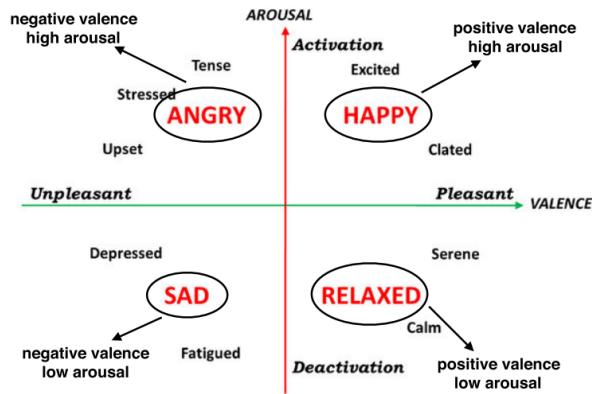 AROUSAL
negative valence
high arousal
positive valence
high arousal
Activation
Tense
Excited
Stressed
ANGRY
HAPPY
Upset
Clated
Unpleasant
Pleasant
VALENCE
Depressed
Serene
SAD
RELAXED
Calm
negative valence
low arousal
Fatigued
Deactivation
positive valence
low arousal